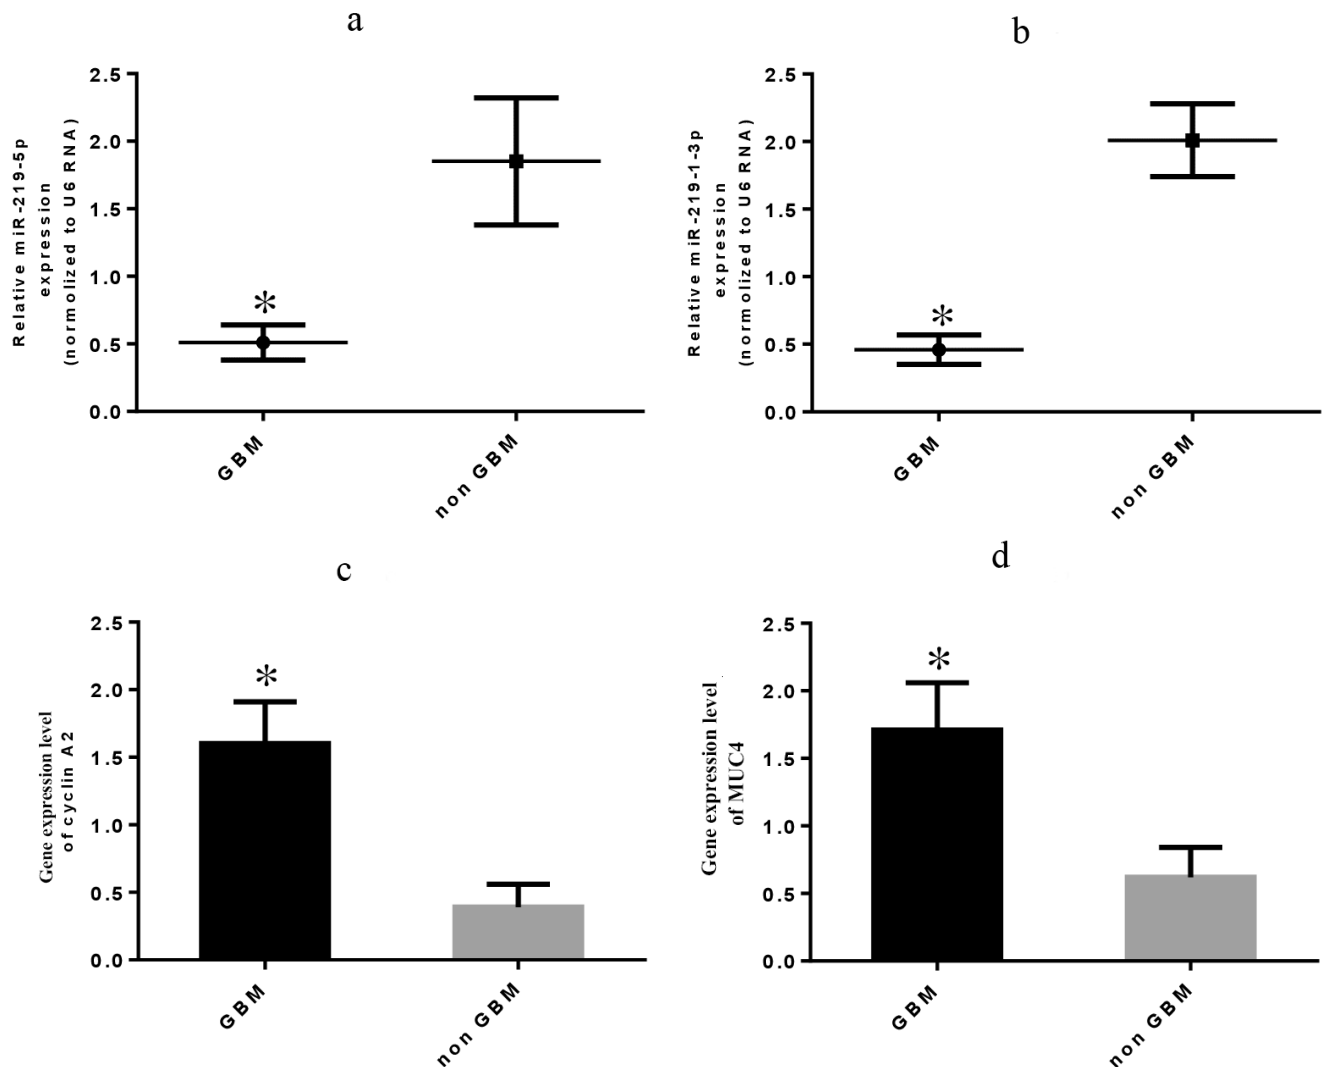 a
Relative miR-219-5p
expression
(normolized to U6 RNA)
2.5
2.0
1.5
1.0
0.5
0.0
*
GBM
non GBM
b
Relative miR-219-1-3p
expression
(normolized to U6 RNA)
2.5
2.0
1.5
1.0
0.5
0.0
*
GBM
non GBM
c
Gene expression level
of cyclin A2
2.5
2.0
1.5
1.0
0.5
0.0
*
GBM
non GBM
d
Gene expression level
of MUC4
2.5
2.0
1.5
1.0
0.5
0.0
*
GBM
non GBM